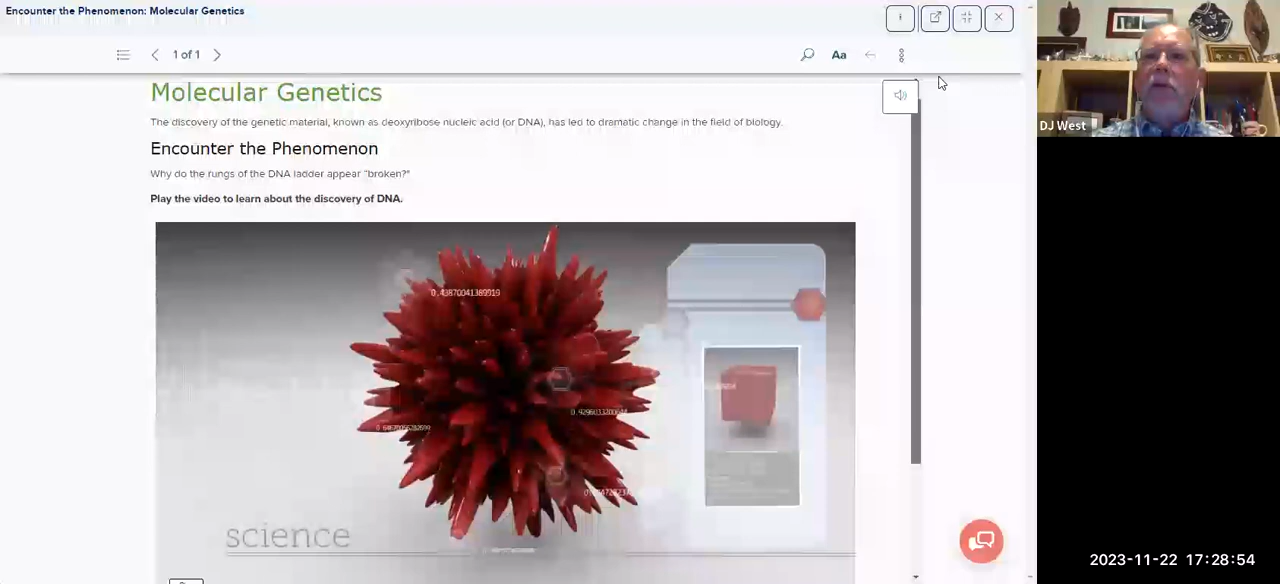 Encounter the Phenomenon: Molecular Genetics
1 of 1
Aa
Molecular Genetics
The discovery of the genetic material, known as deoxyribose nucleic acid (or DNA), has led to dramatic change in the field of biology.
Encounter the Phenomenon
Why do the rungs of the DNA ladder appear "broken?"
Play the video to learn about the discovery of DNA.
0.43870041389919
science
DJ West
2023-11-22 17:28:54